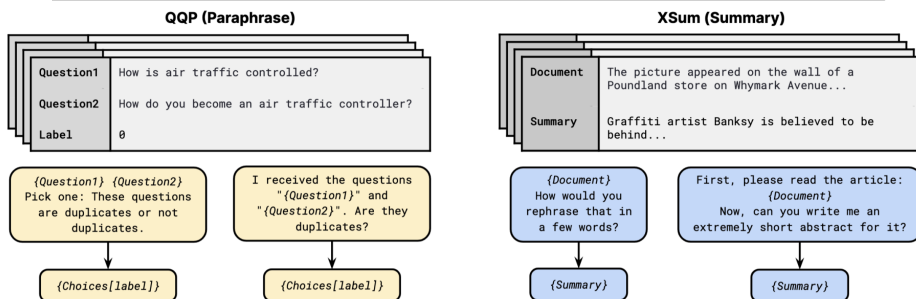 QQP (Paraphrase)
Question1 How is air traffic controlled?
Question2 How do you become an air traffic controller?
Label 0
{Question1} {Question2}
Pick one: These questions
are duplicates or not
duplicates.
{Choices[label]}
I received the questions
"{Question1}" and
"{Question2}". Are they
duplicates?
{Choices[label]}
XSum (Summary)
Document The picture appeared on the wall of a
Poundland store on Whymark Avenue...
Summary Graffiti artist Banksy is believed to be
behind...
{Document}
How would you
rephrase that in
a few words?
{Summary}
First, please read the article:
{Document}
Now, can you write me an
extremely short abstract for it?
{Summary}